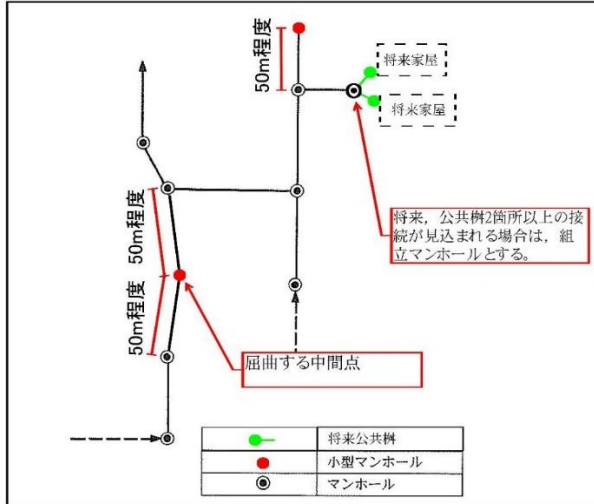 50m程度
将来家屋
将来家屋
将来，公共桝2箇所以上の接
続が見込まれる場合は，組
立マンホールとする。
50m程度
50m程度
屈曲する中間点
将来公共桝
小型マンホール
マンホール